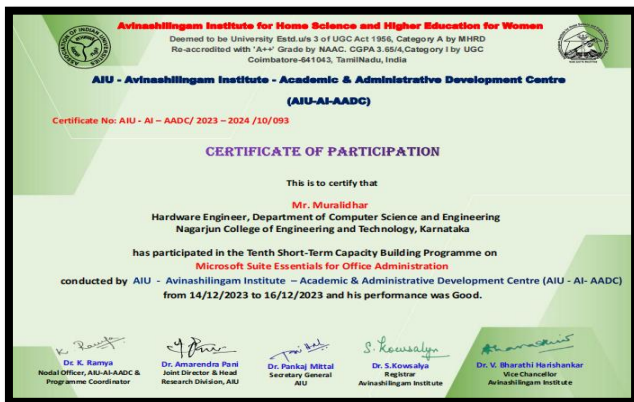 Avinashilingam Institute for Home Science and Higher Education for Women
Deemed to be University Estd.u/s 3 of UGC Act 1956, Category A by MHRD
Re-accredited with 'A++' Grade by NAAC. CGPA 3.65/4,Category I by UGC
Coimbatore-641043, TamilNadu, India
AIU - Avinashilingam Institute - Academic & Administrative Development Centre
(AIU-AI-AADC)
Certificate No: AIU - AI – AADC/ 2023 – 2024 /10/093
CERTIFICATE OF PARTICIPATION
This is to certify that
Mr. Muralidhar
Hardware Engineer, Department of Computer Science and Engineering
Nagarjun College of Engineering and Technology, Karnataka
has participated in the Tenth Short-Term Capacity Building Programme on
Microsoft Suite Essentials for Office Administration
conducted by AIU - Avinashilingam Institute – Academic & Administrative Development Centre (AIU - AI- AADC)
from 14/12/2023 to 16/12/2023 and his performance was Good.
K. Ramya
S. Kowsalya
Dr. K. Ramya
Nodal Officer, AIU-AI-AADC &
Programme Coordinator
Dr. Amarendra Pani
Joint Director & Head
Research Division, AIU
Dr. Pankaj Mittal
Secretary General
AIU
Dr. S.Kowsalya
Registrar
Avinashilingam Institute
Dr. V. Bharathi Harishankar
Vice Chancellor
Avinashilingam Institute